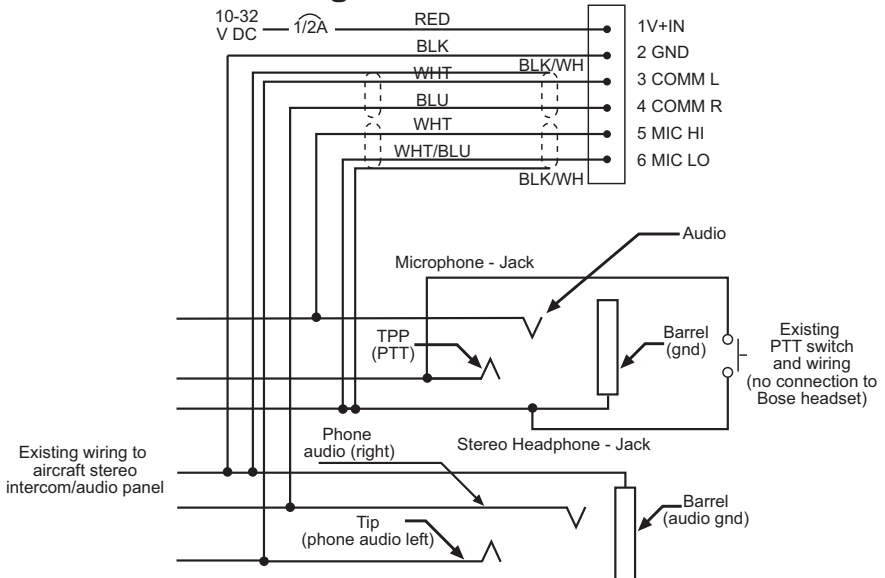 10-32
V DC
1/2A
RED
1V+IN
BLK
2 GND
BLK/WH
WHT
3 COMM L
BLU
4 COMM R
WHT
5 MIC HI
WHT/BLU
6 MIC LO
BLK/WH
Audio
Microphone - Jack
TPP
(PTT)
Barrel
(gnd)
Existing
PTT switch
and wiring
(no connection to
Bose headset)
Phone
audio (right)
Stereo Headphone - Jack
Existing wiring to
aircraft stereo
intercom/audio panel
Tip
(phone audio left)
Barrel
(audio gnd)